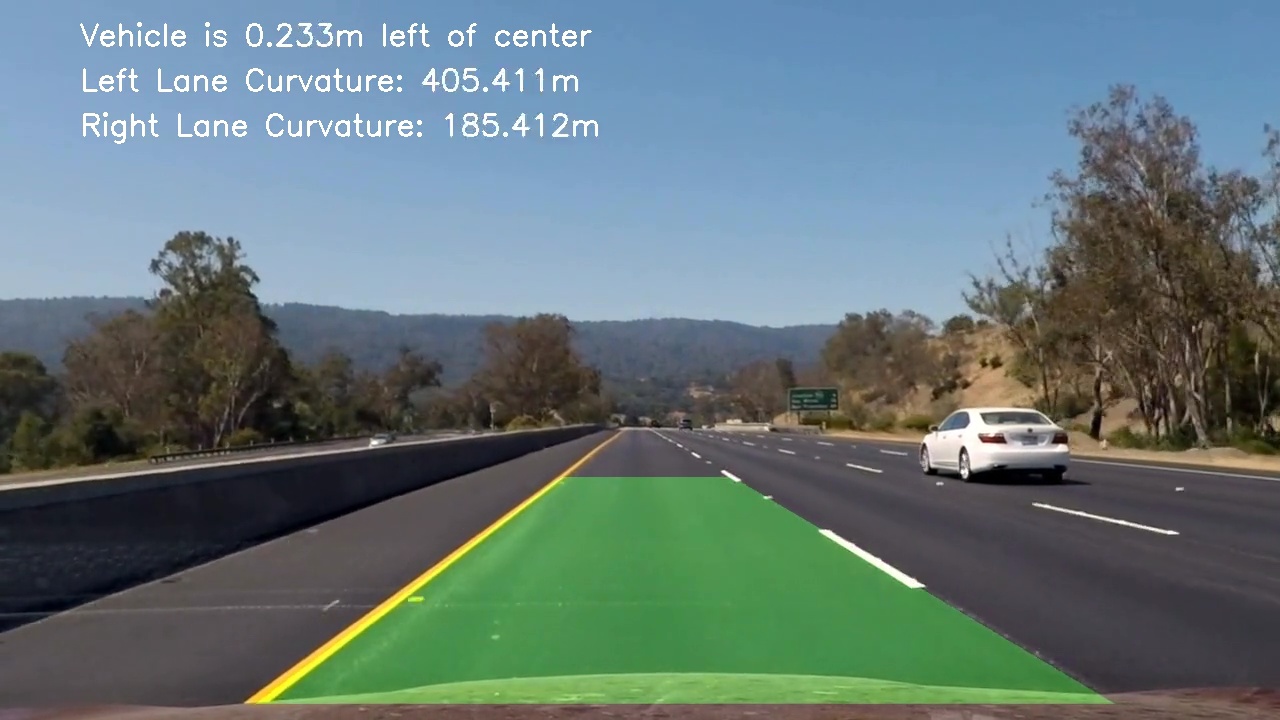 Vehicle is 0.233m left of center
Left Lane Curvature: 405.411m
Right Lane Curvature: 185.412m